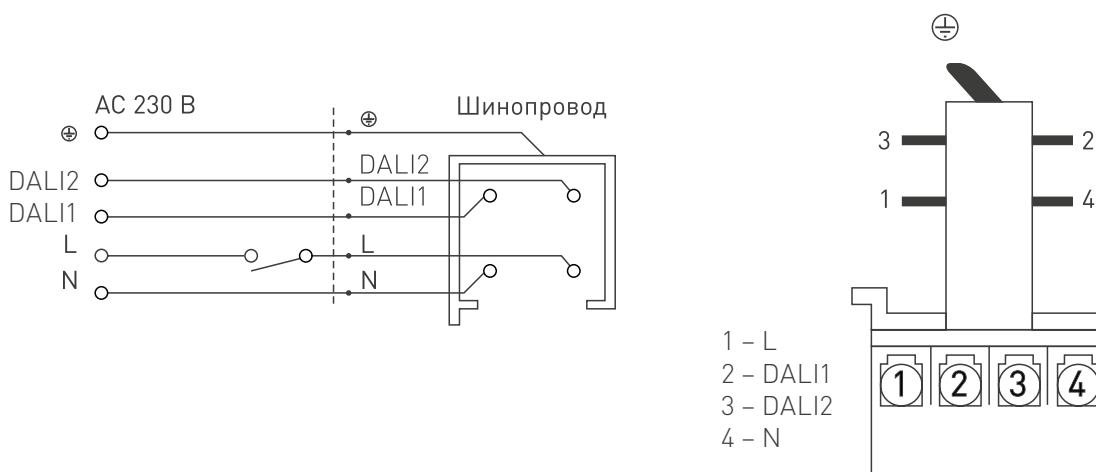 AC 230 В
Шинопровод
DALI2
DALI1
L
N
DALI2
DALI1
L
N
3
2
1
4
1 – L
2 – DALI1
3 – DALI2
4 – N
1 2 3 4